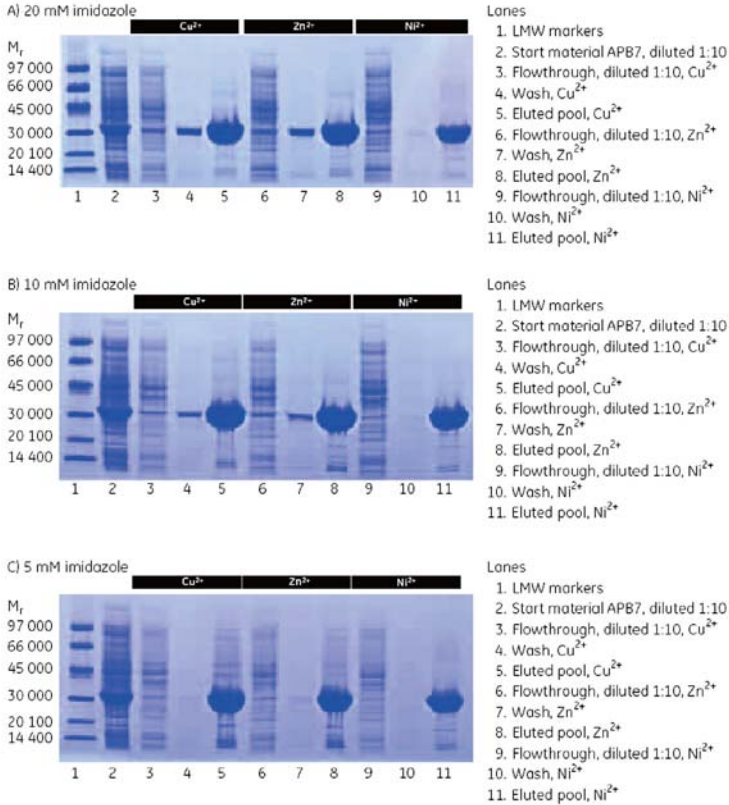 A) 20 mM imidazole
Cu²⁺ Zn²⁺ Ni²⁺
Mr
97 000
66 000
45 000
30 000
20 100
14 400
1 2 3 4 5 6 7 8 9 10 11
Lanes
1. LMW markers
2. Start material APB7, diluted 1:10
3. Flowthrough, diluted 1:10, Cu²⁺
4. Wash, Cu²⁺
5. Eluted pool, Cu²⁺
6. Flowthrough, diluted 1:10, Zn²⁺
7. Wash, Zn²⁺
8. Eluted pool, Zn²⁺
9. Flowthrough, diluted 1:10, Ni²⁺
10. Wash, Ni²⁺
11. Eluted pool, Ni²⁺
B) 10 mM imidazole
Cu²⁺ Zn²⁺ Ni²⁺
Mr
97 000
66 000
45 000
30 000
20 100
14 400
1 2 3 4 5 6 7 8 9 10 11
Lanes
1. LMW markers
2. Start material APB7, diluted 1:10
3. Flowthrough, diluted 1:10, Cu²⁺
4. Wash, Cu²⁺
5. Eluted pool, Cu²⁺
6. Flowthrough, diluted 1:10, Zn²⁺
7. Wash, Zn²⁺
8. Eluted pool, Zn²⁺
9. Flowthrough, diluted 1:10, Ni²⁺
10. Wash, Ni²⁺
11. Eluted pool, Ni²⁺
C) 5 mM imidazole
Cu²⁺ Zn²⁺ Ni²⁺
Mr
97 000
66 000
45 000
30 000
20 100
14 400
1 2 3 4 5 6 7 8 9 10 11
Lanes
1. LMW markers
2. Start material APB7, diluted 1:10
3. Flowthrough, diluted 1:10, Cu²⁺
4. Wash, Cu²⁺
5. Eluted pool, Cu²⁺
6. Flowthrough, diluted 1:10, Zn²⁺
7. Wash, Zn²⁺
8. Eluted pool, Zn²⁺
9. Flowthrough, diluted 1:10, Ni²⁺
10. Wash, Ni²⁺
11. Eluted pool, Ni²⁺